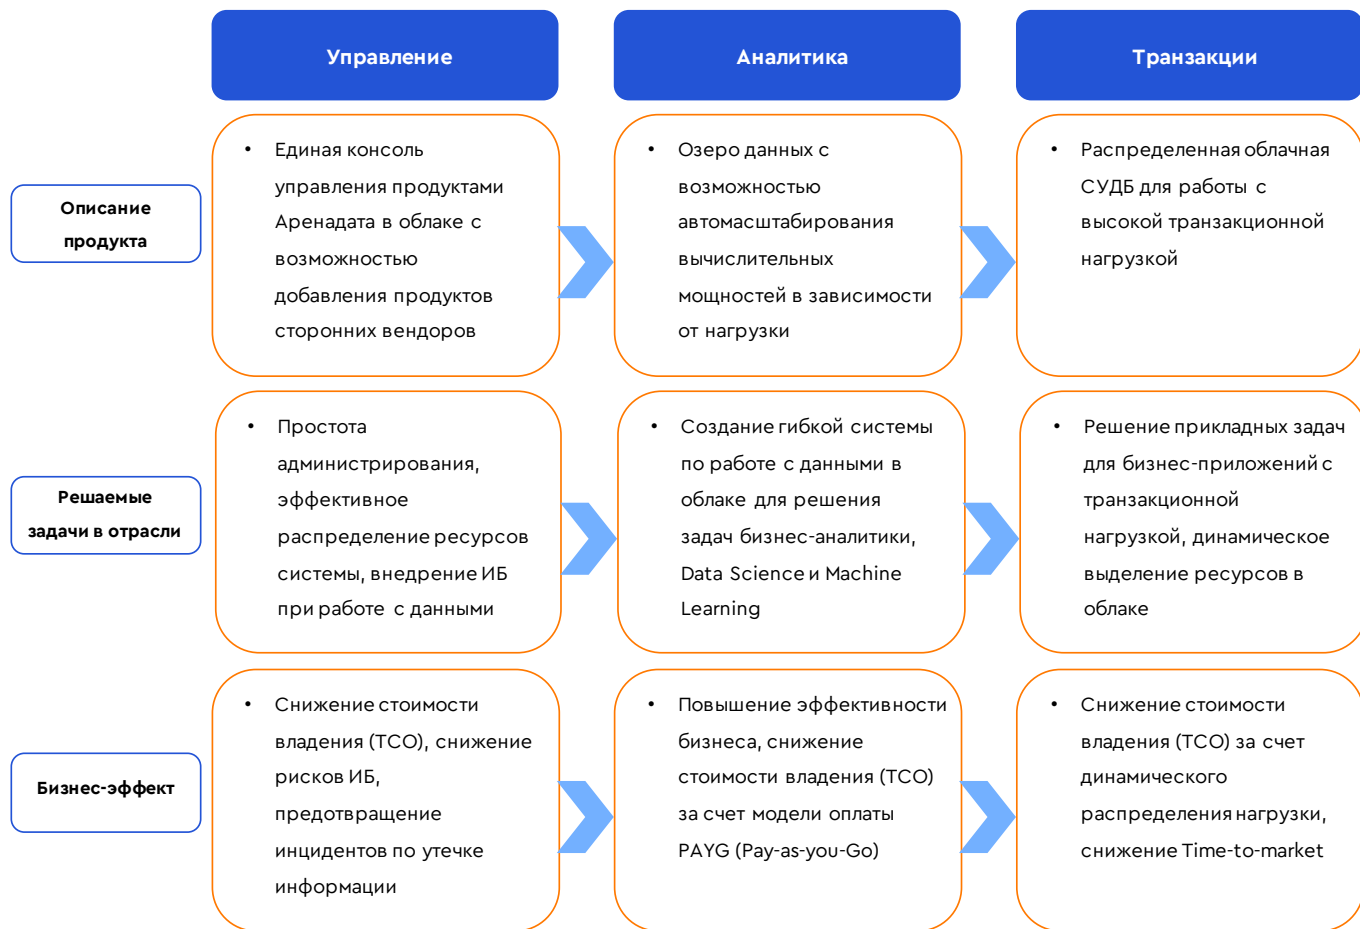 Управление
Аналитика
Транзакции
Описание
продукта
• Единая консоль
управления продуктами
Аренадата в облаке с
возможностью
добавления продуктов
сторонних вендоров
• Озеро данных с
возможностью
автомасштабирования
вычислительных
мощностей в зависимости
от нагрузки
• Распределенная облачная
СУДБ для работы с
высокой транзакционной
нагрузкой
Решаемые
задачи в отрасли
• Простота
администрирования,
эффективное
распределение ресурсов
системы, внедрение ИБ
при работе с данными
• Создание гибкой системы
по работе с данными в
облаке для решения
задач бизнес-аналитики,
Data Science и Machine
Learning
• Решение прикладных задач
для бизнес-приложений с
транзакционной
нагрузкой, динамическое
выделение ресурсов в
облаке
Бизнес-эффект
• Снижение стоимости
владения (TCO), снижение
рисков ИБ,
предотвращение
инцидентов по утечке
информации
• Повышение эффективности
бизнеса, снижение
стоимости владения (TCO)
за счет модели оплаты
PAYG (Pay-as-you-Go)
• Снижение стоимости
владения (TCO) за счет
динамического
распределения нагрузки,
снижение Time-to-market